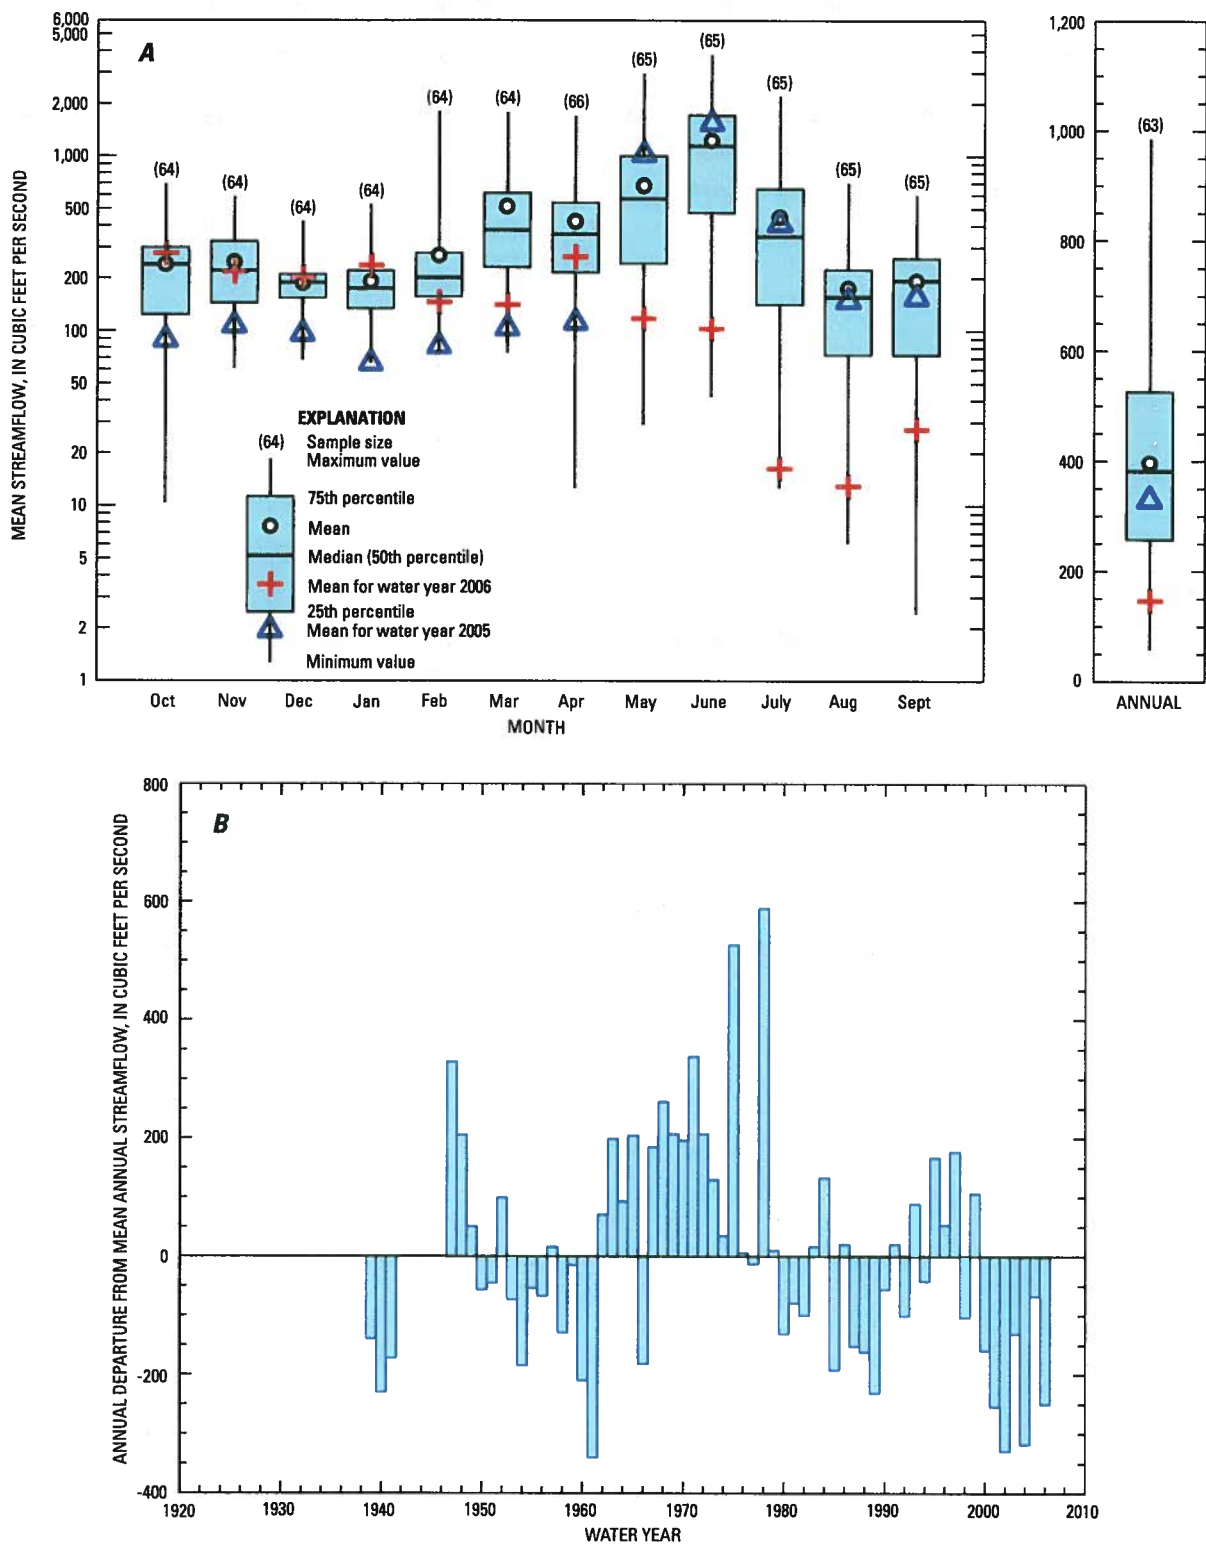 A
MEAN STREAMFLOW, IN CUBIC FEET PER SECOND
6,000
5,000
2,000
1,000
500
200
100
50
20
10
5
2
1
(64)
(64)
(64)
(64)
(64)
(64)
(66)
(65)
(65)
(65)
(65)
(65)
EXPLANATION
(64) Sample size
Maximum value
75th percentile
Mean
Median (50th percentile)
Mean for water year 2006
25th percentile
Mean for water year 2005
Minimum value
Oct Nov Dec Jan Feb Mar Apr May June July Aug Sept
MONTH
1,200
1,000
800
600
400
200
0
(63)
ANNUAL
B
ANNUAL DEPARTURE FROM MEAN ANNUAL STREAMFLOW, IN CUBIC FEET PER SECOND
800
600
400
200
0
-200
-400
1920 1930 1940 1950 1960 1970 1980 1990 2000 2010
WATER YEAR